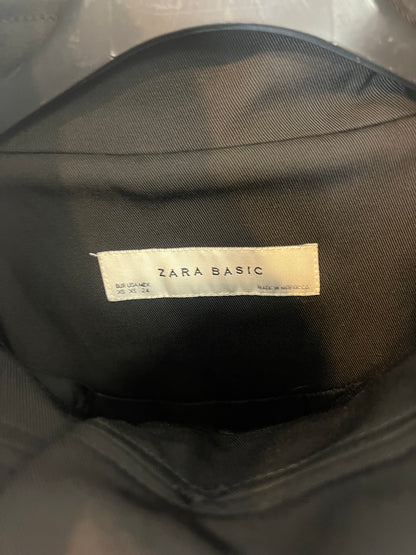 ZARA BASIC
EUR USA MEX
XS XS 24
MADE IN MOROCCO